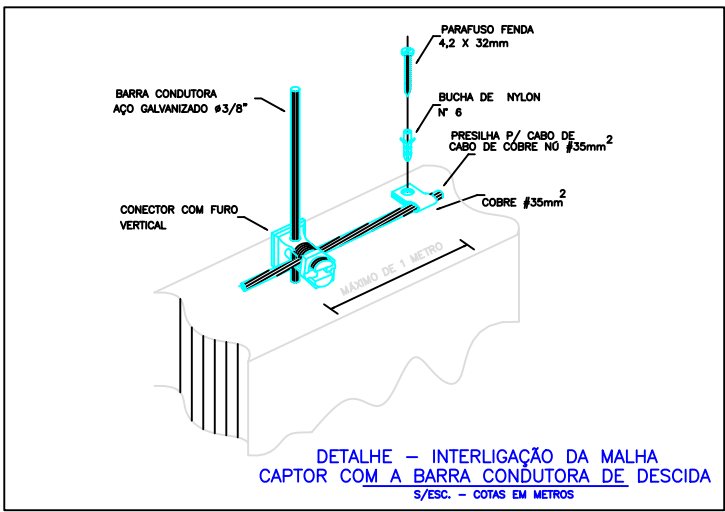 PARAFUSO FENDA
4,2 X 32mm
BARRA CONDUTORA
AÇO GALVANIZADO ø3/8"
BUCHA DE NYLON
N° 6
PRESILHA P/ CABO DE
CABO DE COBRE NÚ #35mm²
COBRE #35mm²
CONECTOR COM FURO
VERTICAL
MÁXIMO DE 1 METRO
DETALHE – INTERLIGAÇÃO DA MALHA
CAPTOR COM A BARRA CONDUTORA DE DESCIDA
S/ESC. – COTAS EM METROS